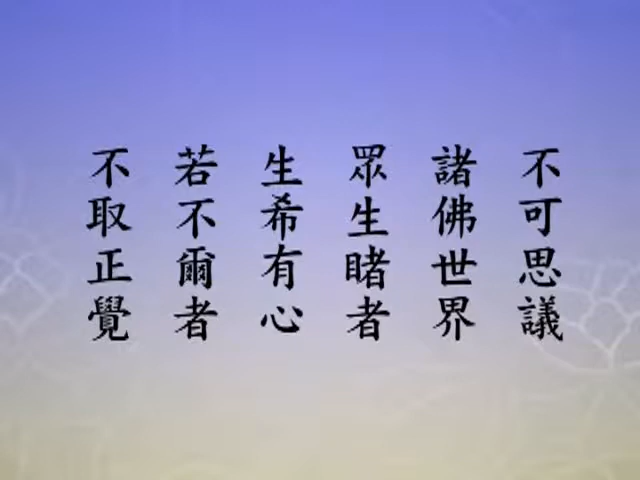 不可思議
諸佛世界
眾生睹者
生希有心
若不爾者
不取正覺